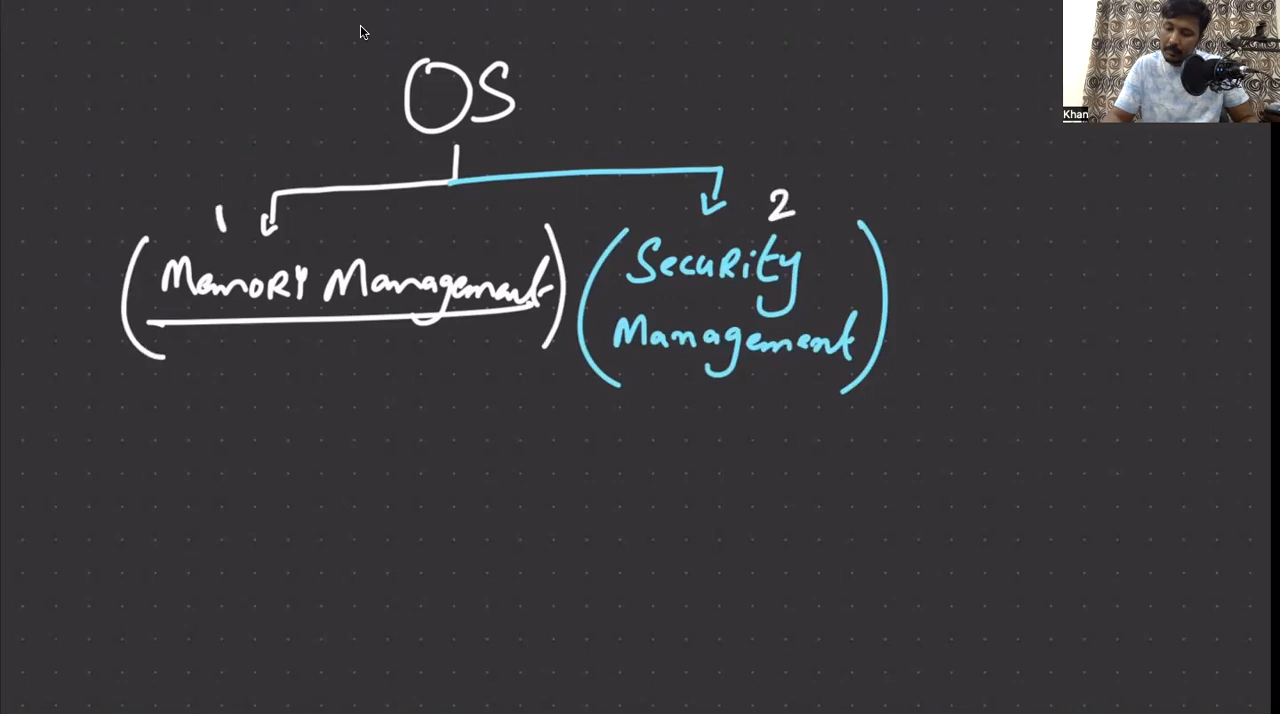 OS
1
2
Memory Management
(Security
Management)
Khan